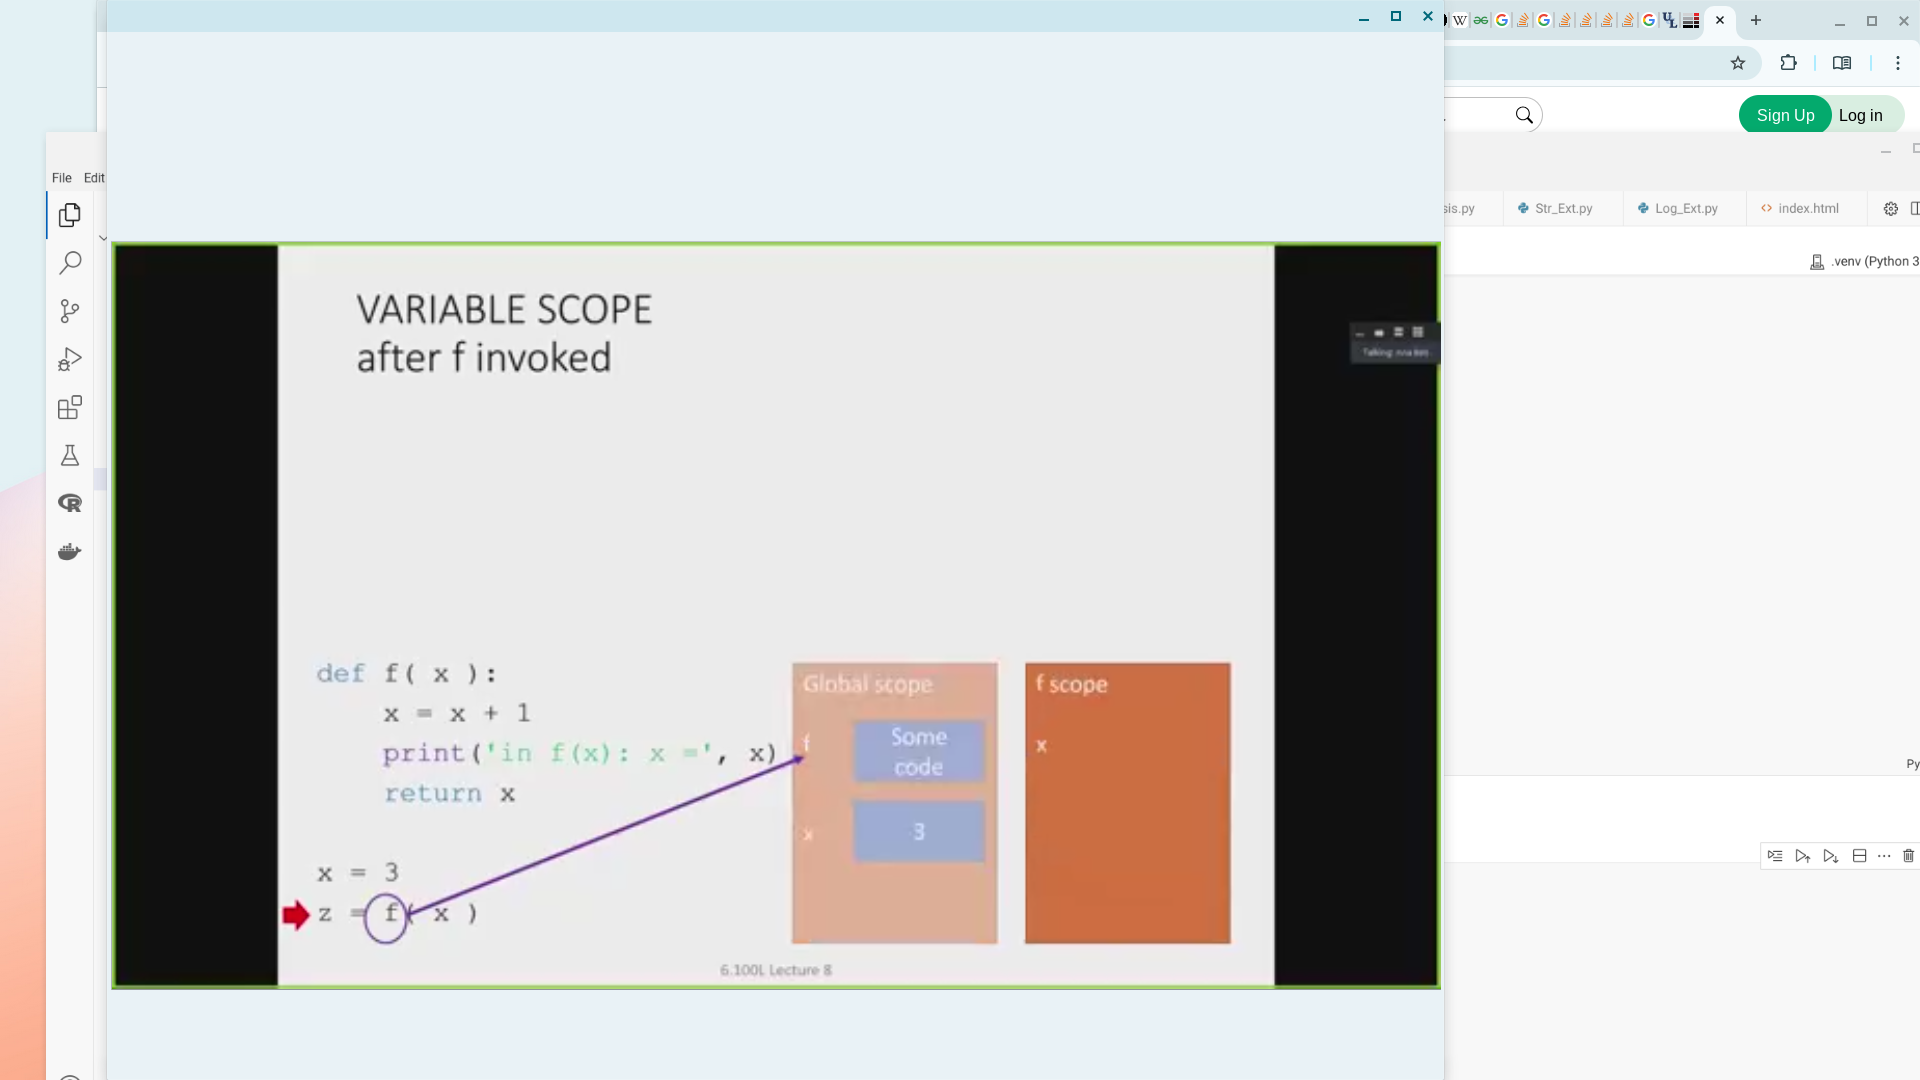 Sign Up
Log in
File Edit
sis.py
Str_Ext.py
Log_Ext.py
index.html
.venv (Python 3
VARIABLE SCOPE
after f invoked
Talking:
def f( x ):
x = x + 1
print('in f(x): x =', x)
return x
x = 3
z = f( x )
Global scope
f
Some
code
x
3
f scope
x
Py
6.100L Lecture 8